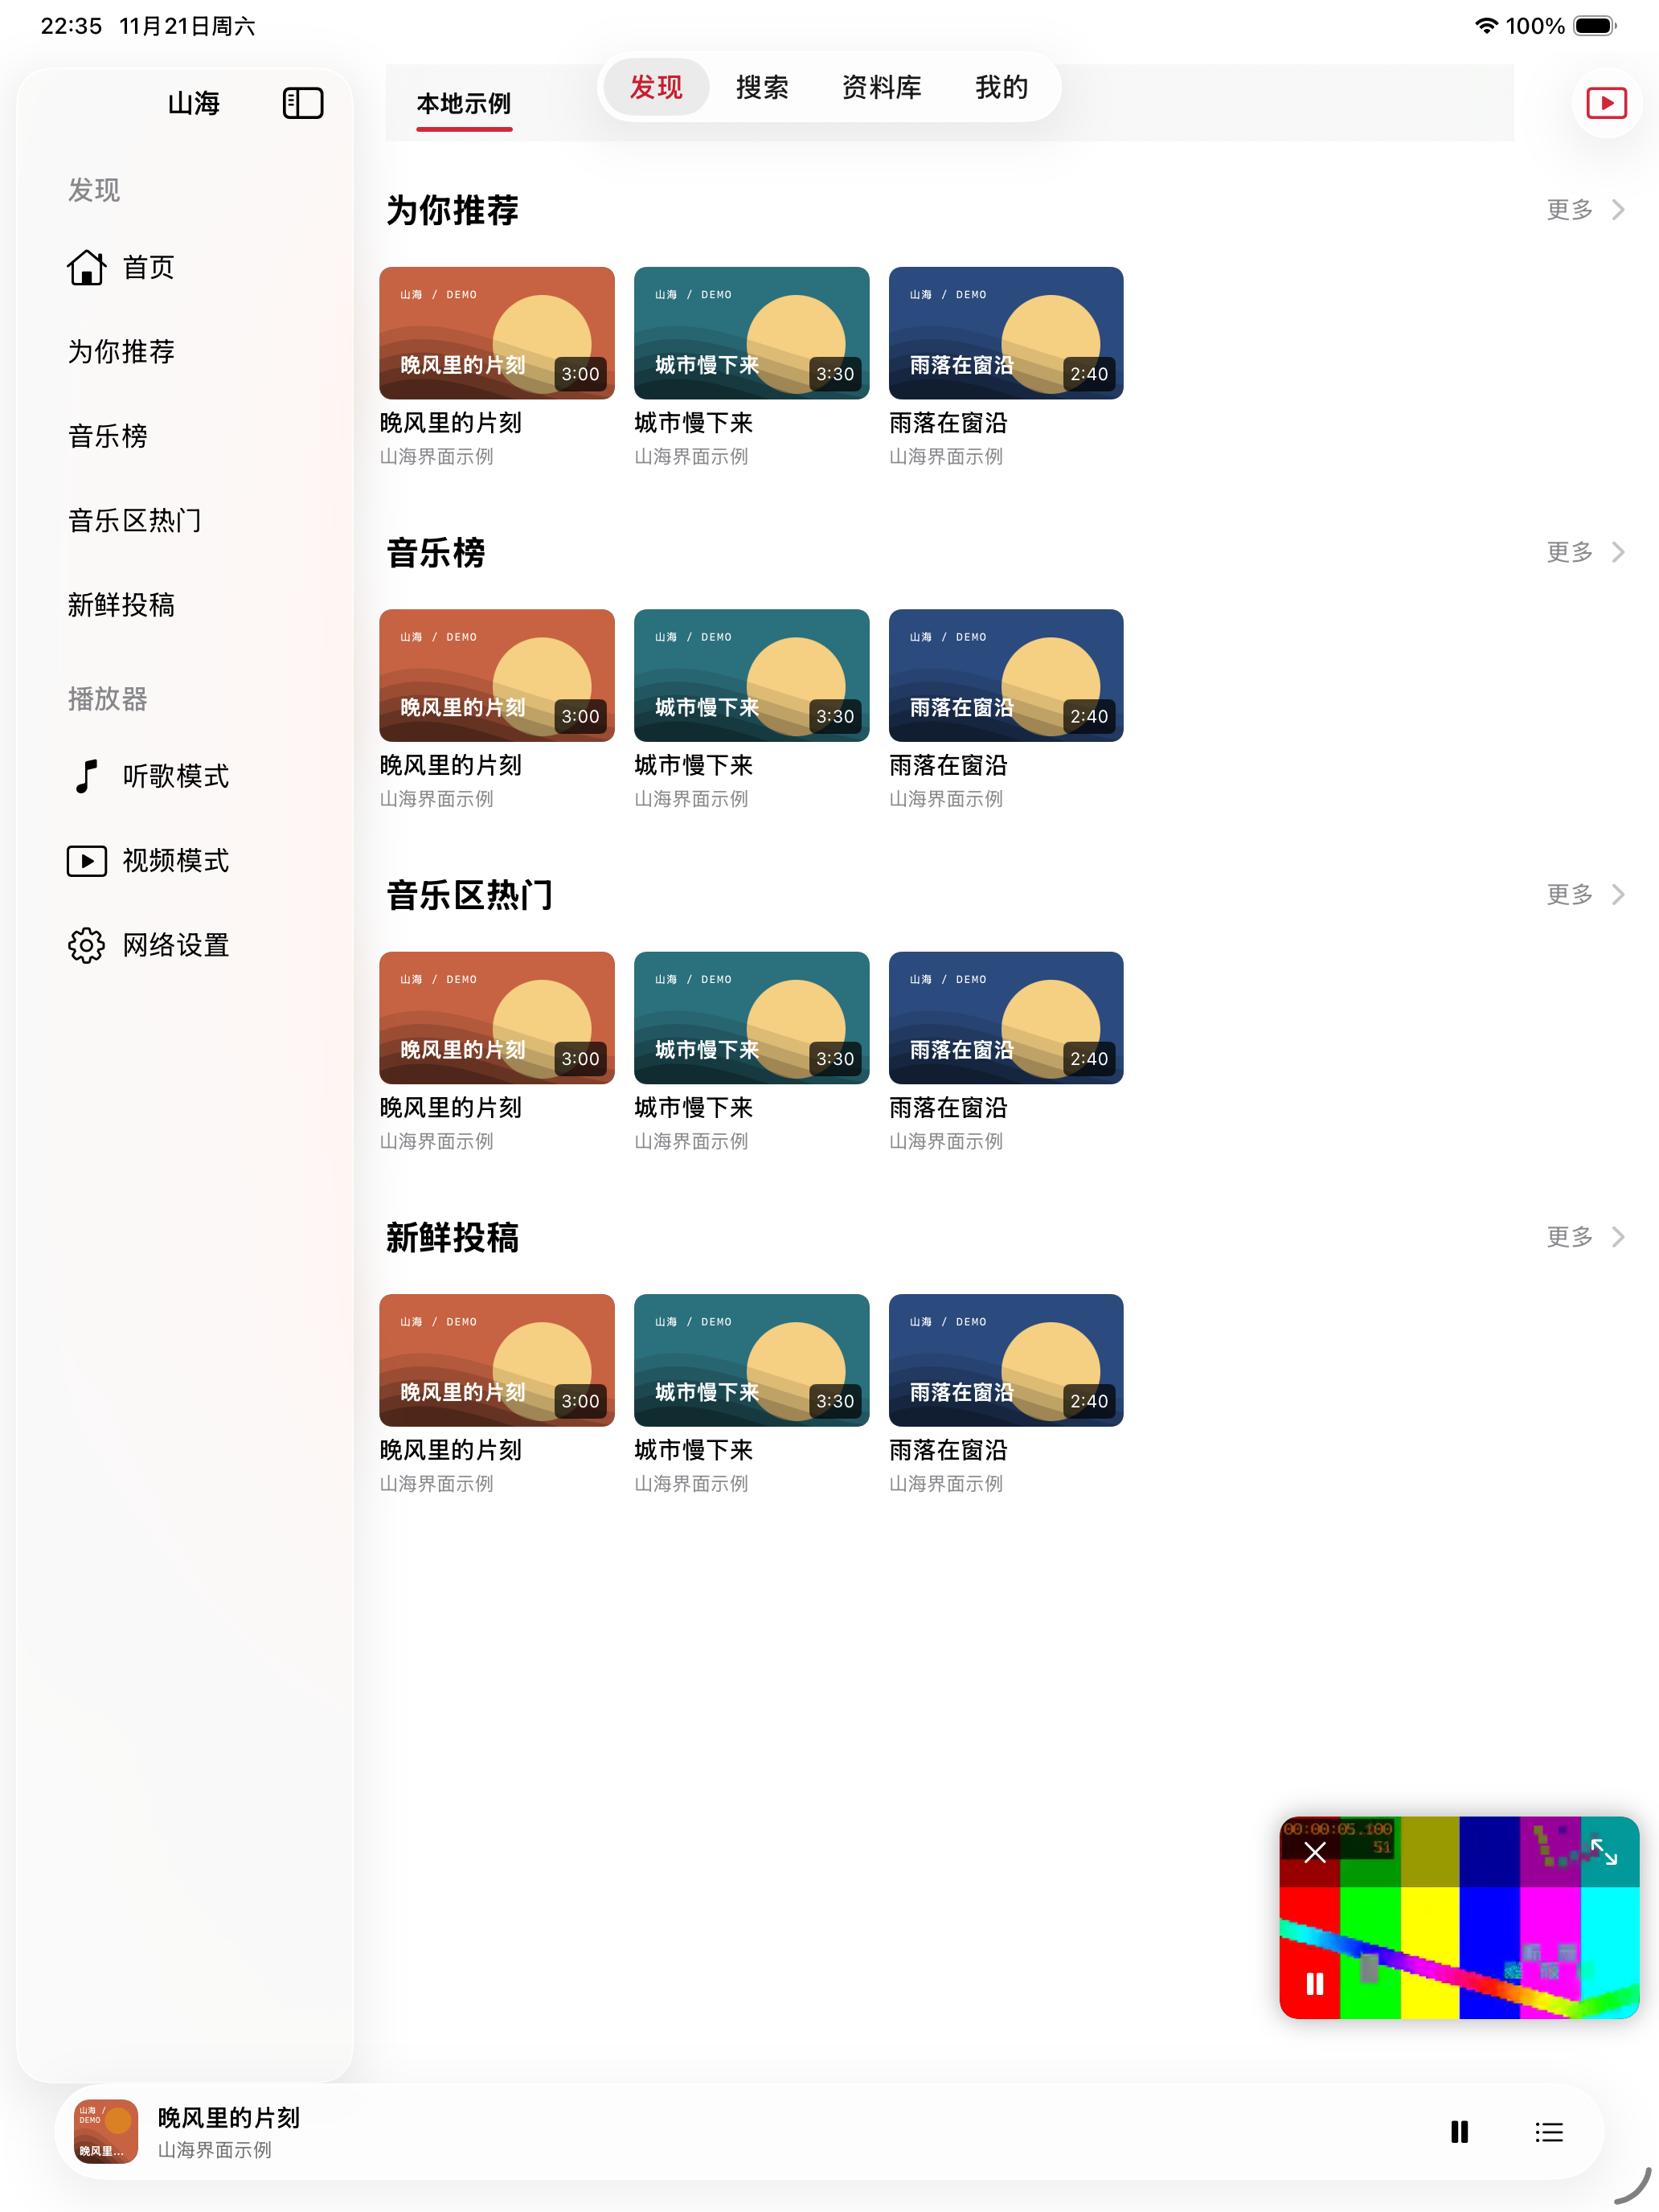 22:35 11月21日周六
100%
山海
本地示例
发现 搜索 资料库 我的
发现
首页
为你推荐
音乐榜
音乐区热门
新鲜投稿
播放器
听歌模式
视频模式
网络设置
为你推荐
更多
山海 / DEMO
晚风里的片刻
3:00
晚风里的片刻
山海界面示例
山海 / DEMO
城市慢下来
3:30
城市慢下来
山海界面示例
山海 / DEMO
雨落在窗沿
2:40
雨落在窗沿
山海界面示例
音乐榜
更多
山海 / DEMO
晚风里的片刻
3:00
晚风里的片刻
山海界面示例
山海 / DEMO
城市慢下来
3:30
城市慢下来
山海界面示例
山海 / DEMO
雨落在窗沿
2:40
雨落在窗沿
山海界面示例
音乐区热门
更多
山海 / DEMO
晚风里的片刻
3:00
晚风里的片刻
山海界面示例
山海 / DEMO
城市慢下来
3:30
城市慢下来
山海界面示例
山海 / DEMO
雨落在窗沿
2:40
雨落在窗沿
山海界面示例
新鲜投稿
更多
山海 / DEMO
晚风里的片刻
3:00
晚风里的片刻
山海界面示例
山海 / DEMO
城市慢下来
3:30
城市慢下来
山海界面示例
山海 / DEMO
雨落在窗沿
2:40
雨落在窗沿
山海界面示例
00:00:05.100
51
山海 /
DEMO
晚风里...
晚风里的片刻
山海界面示例